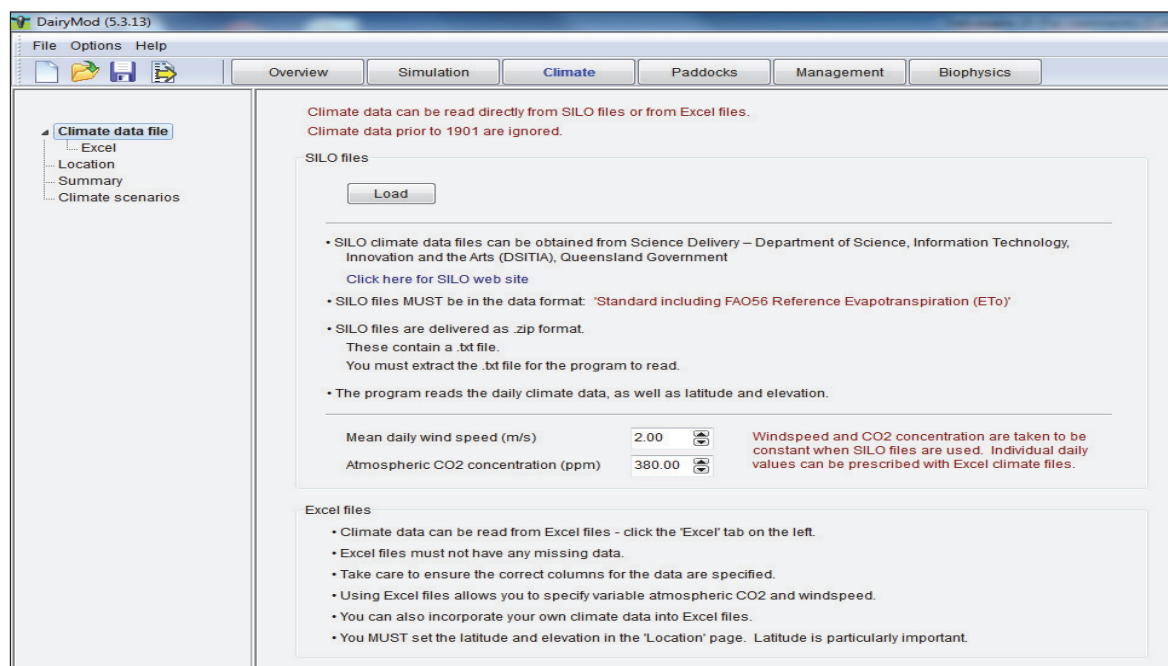 DairyMod (5.3.13)
File Options Help
Overview Simulation Climate Paddocks Management Biophysics
Climate data file
Excel
Location
Summary
Climate scenarios
Climate data can be read directly from SILO files or from Excel files.
Climate data prior to 1901 are ignored.
SILO files
Load
• SILO climate data files can be obtained from Science Delivery – Department of Science, Information Technology,
Innovation and the Arts (DSITIA), Queensland Government
Click here for SILO web site
• SILO files MUST be in the data format: 'Standard including FAO56 Reference Evapotranspiration (ETo)'
• SILO files are delivered as .zip format.
These contain a .txt file.
You must extract the .txt file for the program to read.
• The program reads the daily climate data, as well as latitude and elevation.
Mean daily wind speed (m/s) 2.00
Atmospheric CO2 concentration (ppm) 380.00
Windspeed and CO2 concentration are taken to be
constant when SILO files are used. Individual daily
values can be prescribed with Excel climate files.
Excel files
• Climate data can be read from Excel files - click the 'Excel' tab on the left.
• Excel files must not have any missing data.
• Take care to ensure the correct columns for the data are specified.
• Using Excel files allows you to specify variable atmospheric CO2 and windspeed.
• You can also incorporate your own climate data into Excel files.
• You MUST set the latitude and elevation in the 'Location' page. Latitude is particularly important.